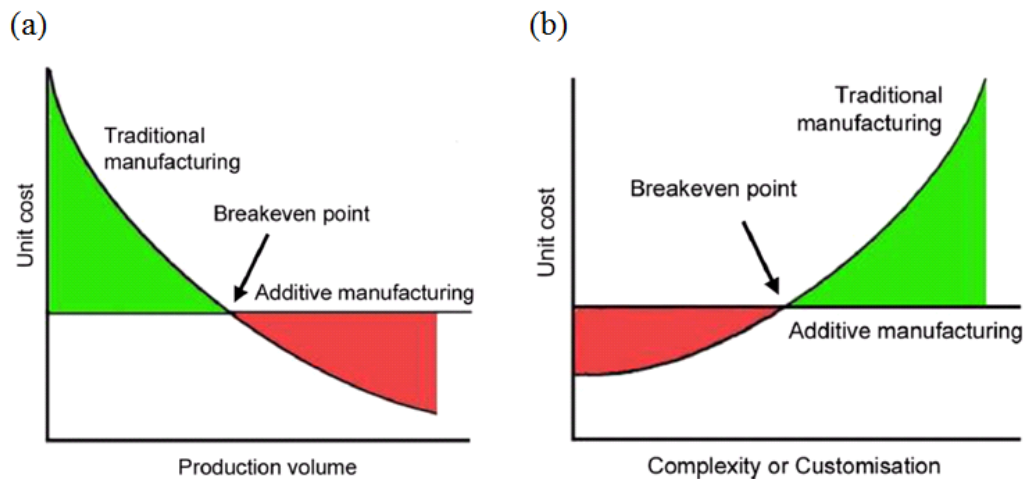 (a)
Traditional
manufacturing
Breakeven point
Additive manufacturing
Unit cost
Production volume
(b)
Traditional
manufacturing
Breakeven point
Additive manufacturing
Unit cost
Complexity or Customisation